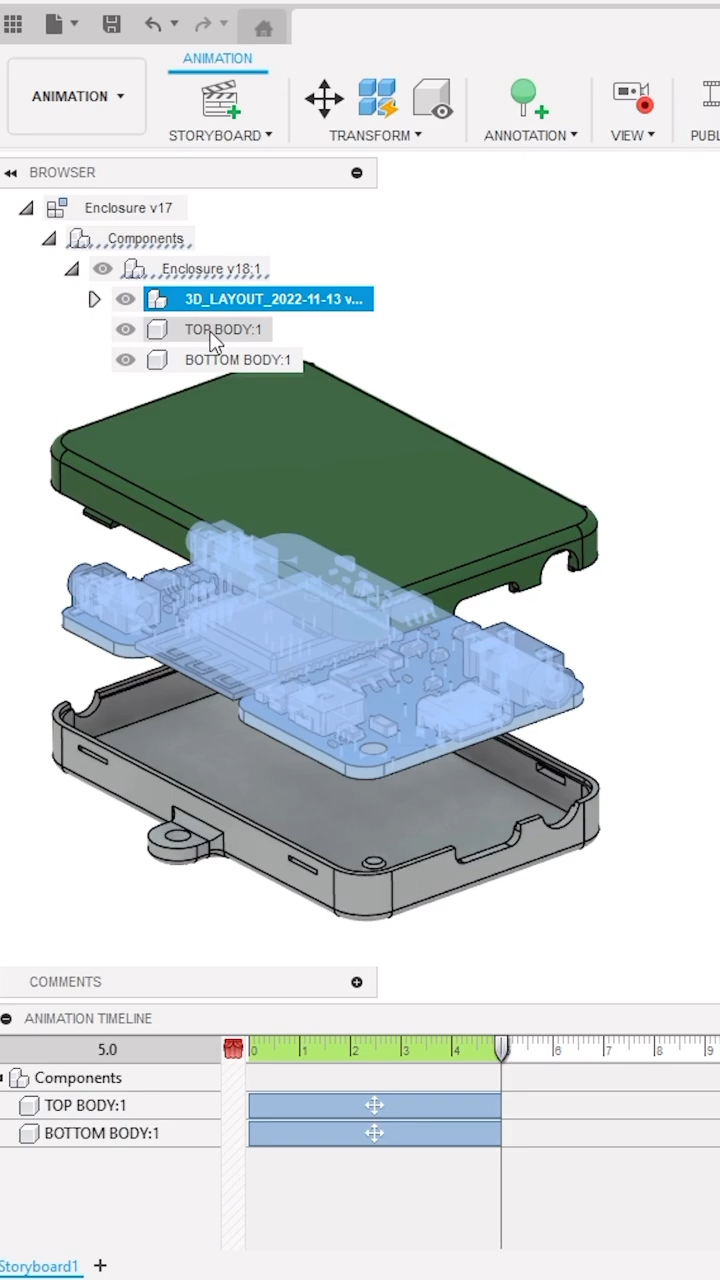 ANIMATION
ANIMATION
STORYBOARD
TRANSFORM
ANNOTATION
VIEW
PUBL
BROWSER
Enclosure v17
Components
Enclosure v18:1
3D_LAYOUT_2022-11-13 v...
TOP BODY:1
BOTTOM BODY:1
COMMENTS
ANIMATION TIMELINE
5.0
0 1 2 3 4 6 7 8 9
Components
TOP BODY:1
BOTTOM BODY:1
Storyboard1 +